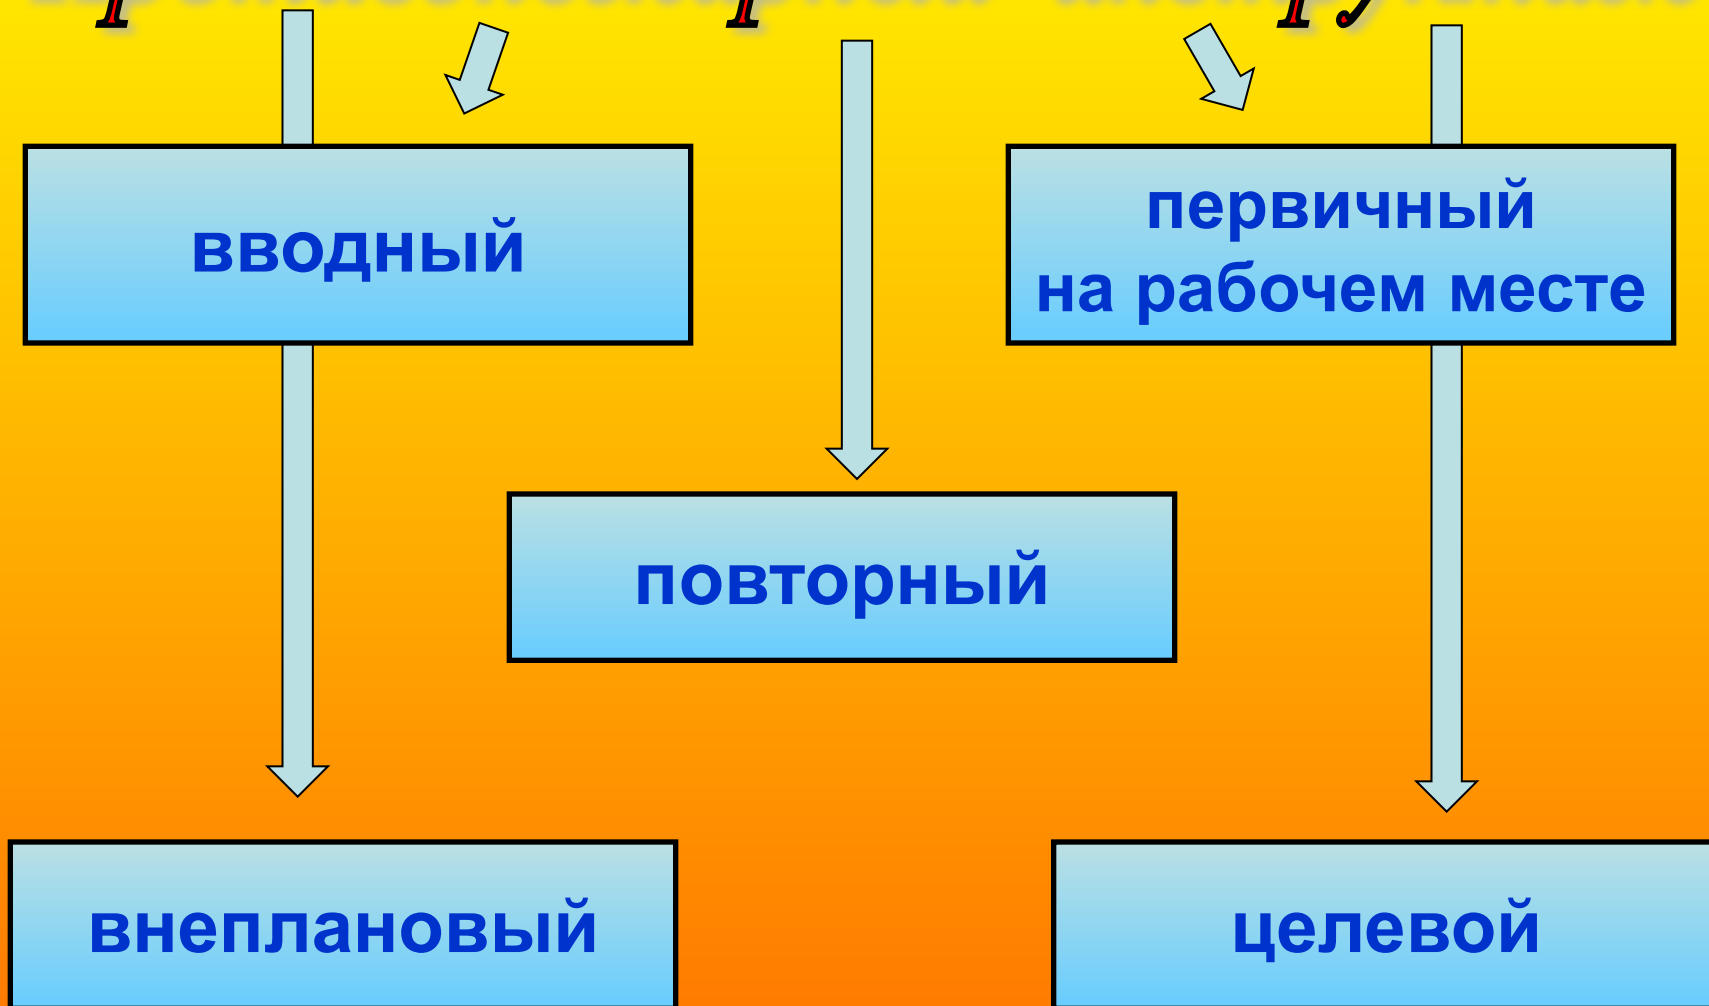 вводный
первичный
на рабочем месте
повторный
внеплановый
целевой